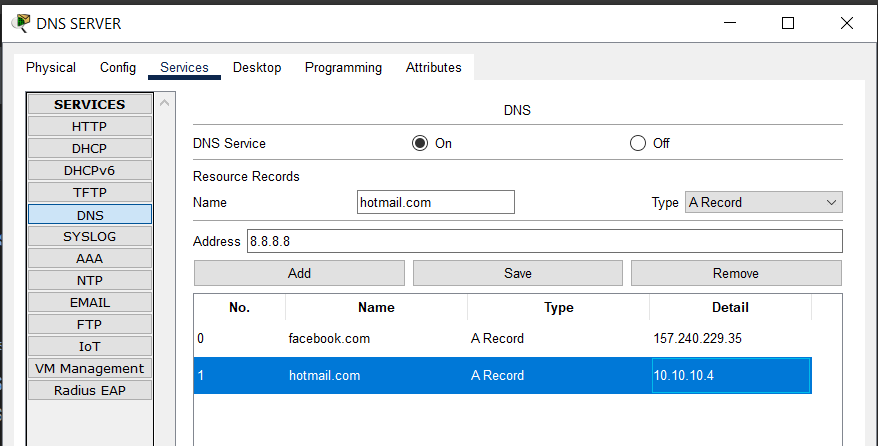 DNS SERVER
Physical Config Services Desktop Programming Attributes
SERVICES
HTTP
DHCP
DHCPv6
TFTP
DNS
SYSLOG
AAA
NTP
EMAIL
FTP
IoT
VM Management
Radius EAP
DNS
DNS Service On Off
Resource Records
Name hotmail.com Type A Record
Address 8.8.8.8
Add Save Remove
No. Name Type Detail
0 facebook.com A Record 157.240.229.35
1 hotmail.com A Record 10.10.10.4